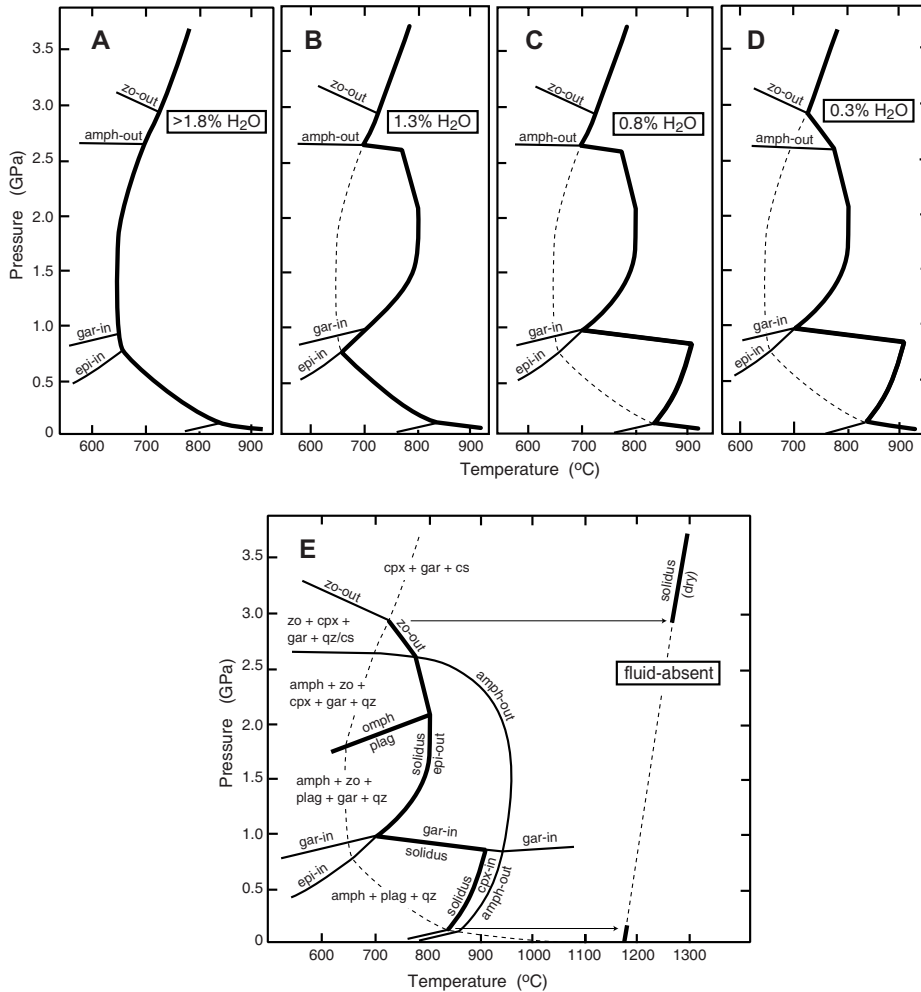 A
B
C
D
3.5
3.0
2.5
2.0
1.5
1.0
0.5
0
Pressure (GPa)
zo-out
>1.8% H2O
amph-out
gar-in
epi-in
600 700 800 900
zo-out
1.3% H2O
amph-out
gar-in
epi-in
600 700 800 900
zo-out
0.8% H2O
amph-out
gar-in
epi-in
600 700 800 900
zo-out
0.3% H2O
amph-out
gar-in
epi-in
600 700 800 900
Temperature (oC)
E
3.5
3.0
2.5
2.0
1.5
1.0
0.5
0
Pressure (GPa)
cpx + gar + cs
zo-out
zo + cpx +
gar + qz/cs
zo-out
solidus
(dry)
fluid-absent
amph-out
amph + zo +
cpx + gar + qz
omph
plag
solidus
epi-out
amph + zo +
plag + gar + qz
gar-in
gar-in
gar-in
solidus
epi-in
amph + plag + qz
solidus
cpx-in
amph-out
600 700 800 900 1000 1100 1200 1300
Temperature (oC)